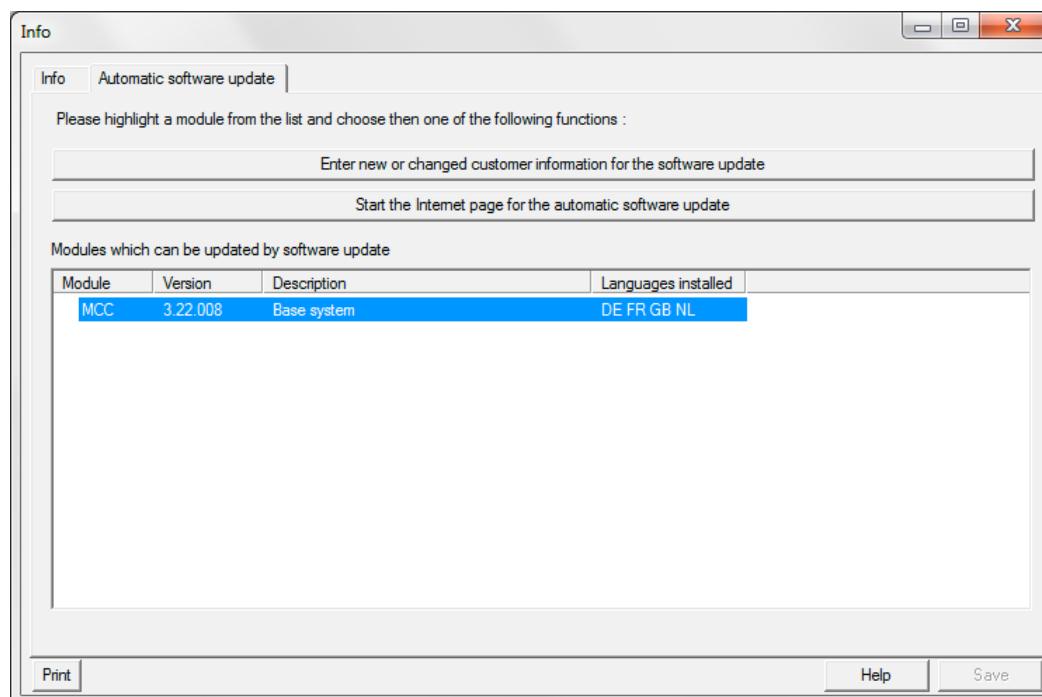 Info
Info Automatic software update
Please highlight a module from the list and choose then one of the following functions :
Enter new or changed customer information for the software update
Start the Internet page for the automatic software update
Modules which can be updated by software update
Module Version Description Languages installed
MCC 3.22.008 Base system DE FR GB NL
Print Help Save